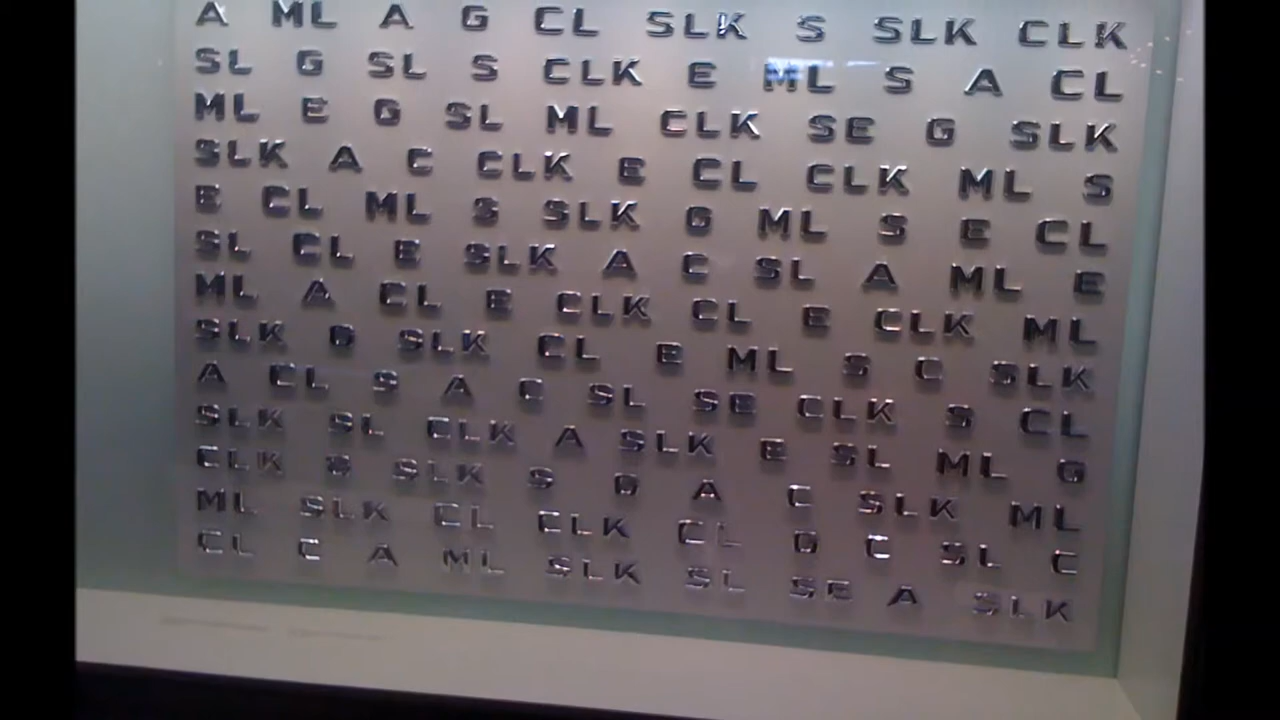 A ML A G CL SLK S SLK CLK
SL G SL S CLK E ML S A CL
ML E G SL ML CLK SE G SLK
SLK A C CLK E CL CLK ML S
E CL ML S SLK G ML S E CL
SL CL E SLK A C SL A ML E
ML A CL E CLK CL E CLK ML
SLK G SLK CL E ML S C SLK
A CL S A C SL SE CLK S CL
SLK SL CLK A SLK E SL ML G
CLK SLK S G A C SLK ML
ML SLK CL CLK CL G C SL C
CL C A ML SLK SL SE A SLK